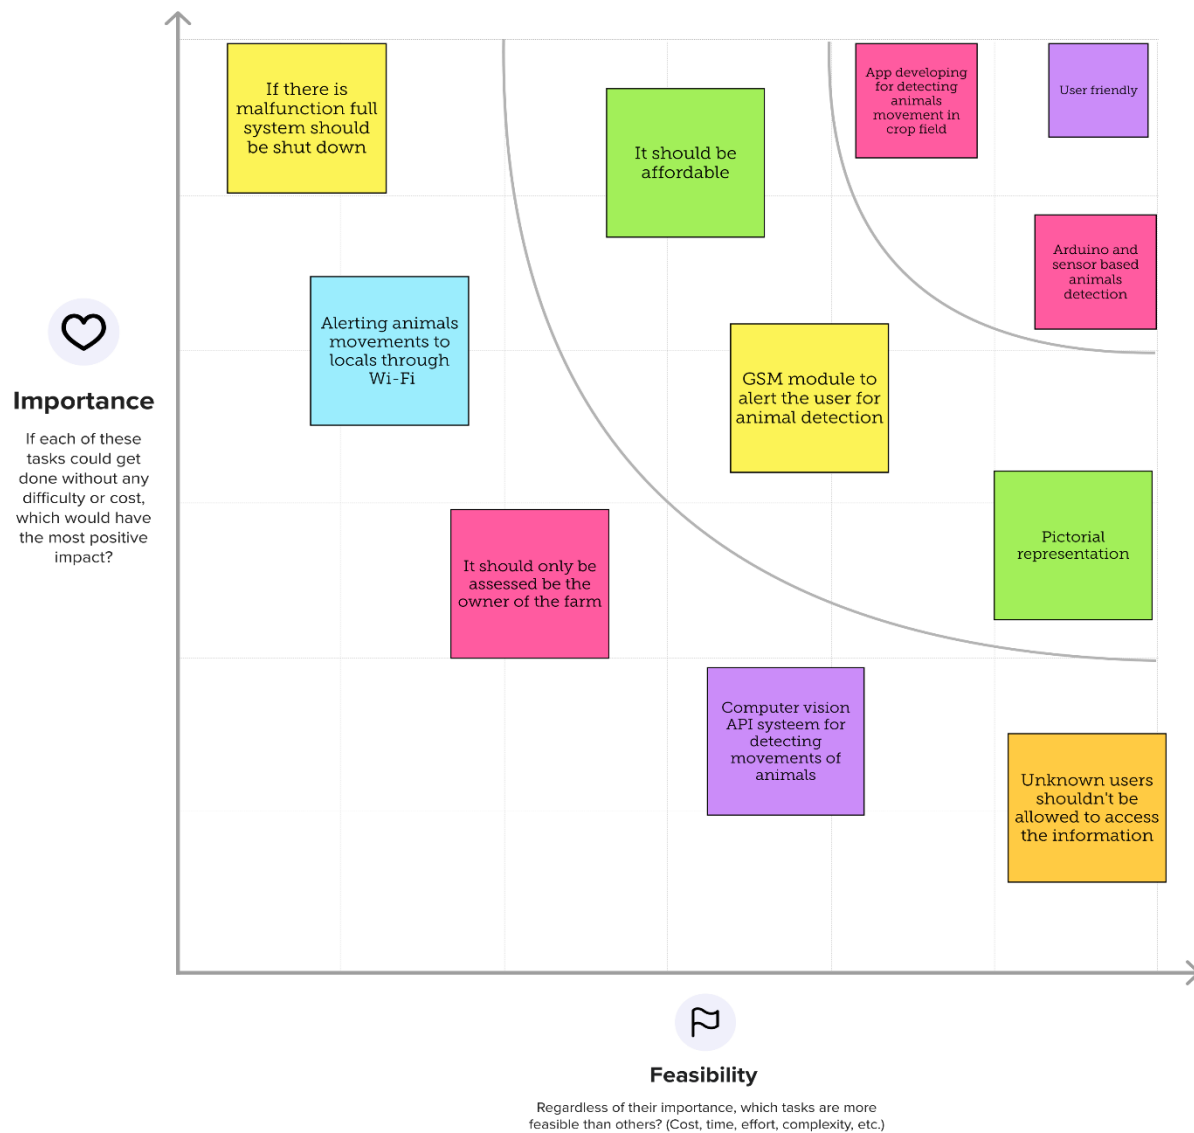 If there is
malfunction full
system should
be shut down
It should be
affordable
App developing
for detecting
animals
movement in
crop field
User friendly
Arduino and
sensor based
animals
detection
Alerting animals
movements to
locals through
Wi-Fi
GSM module to
alert the user for
animal detection
Importance
If each of these
tasks could get
done without any
difficulty or cost,
which would have
the most positive
impact?
Pictorial
representation
It should only be
assessed be the
owner of the farm
Computer vision
API systeem for
detecting
movements of
animals
Unknown users
shouldn't be
allowed to access
the information
Feasibility
Regardless of their importance, which tasks are more
feasible than others? (Cost, time, effort, complexity, etc.)